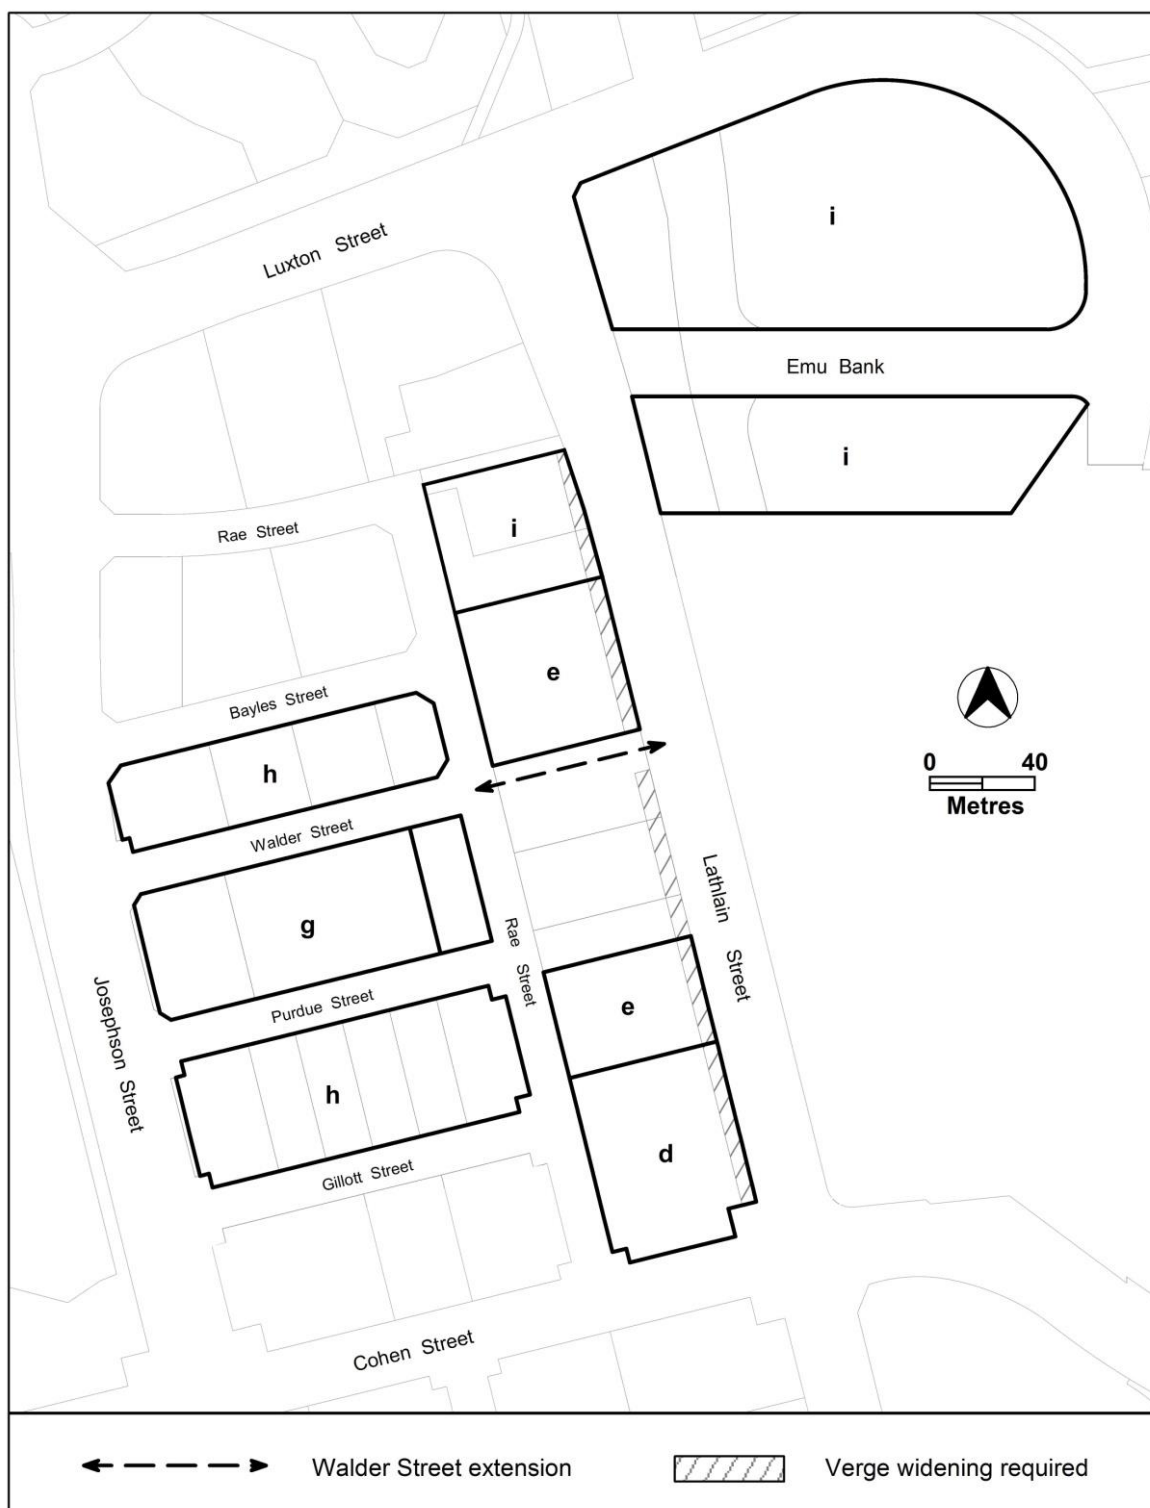 Luxton Street
i
Emu Bank
i
Rae Street
i
e
Bayles Street
h
Walder Street
0 40
Metres
g
Lathlain Street
Rae Street
Purdue Street
e
Josephson Street
h
d
Gillott Street
Cohen Street
Walder Street extension
Verge widening required